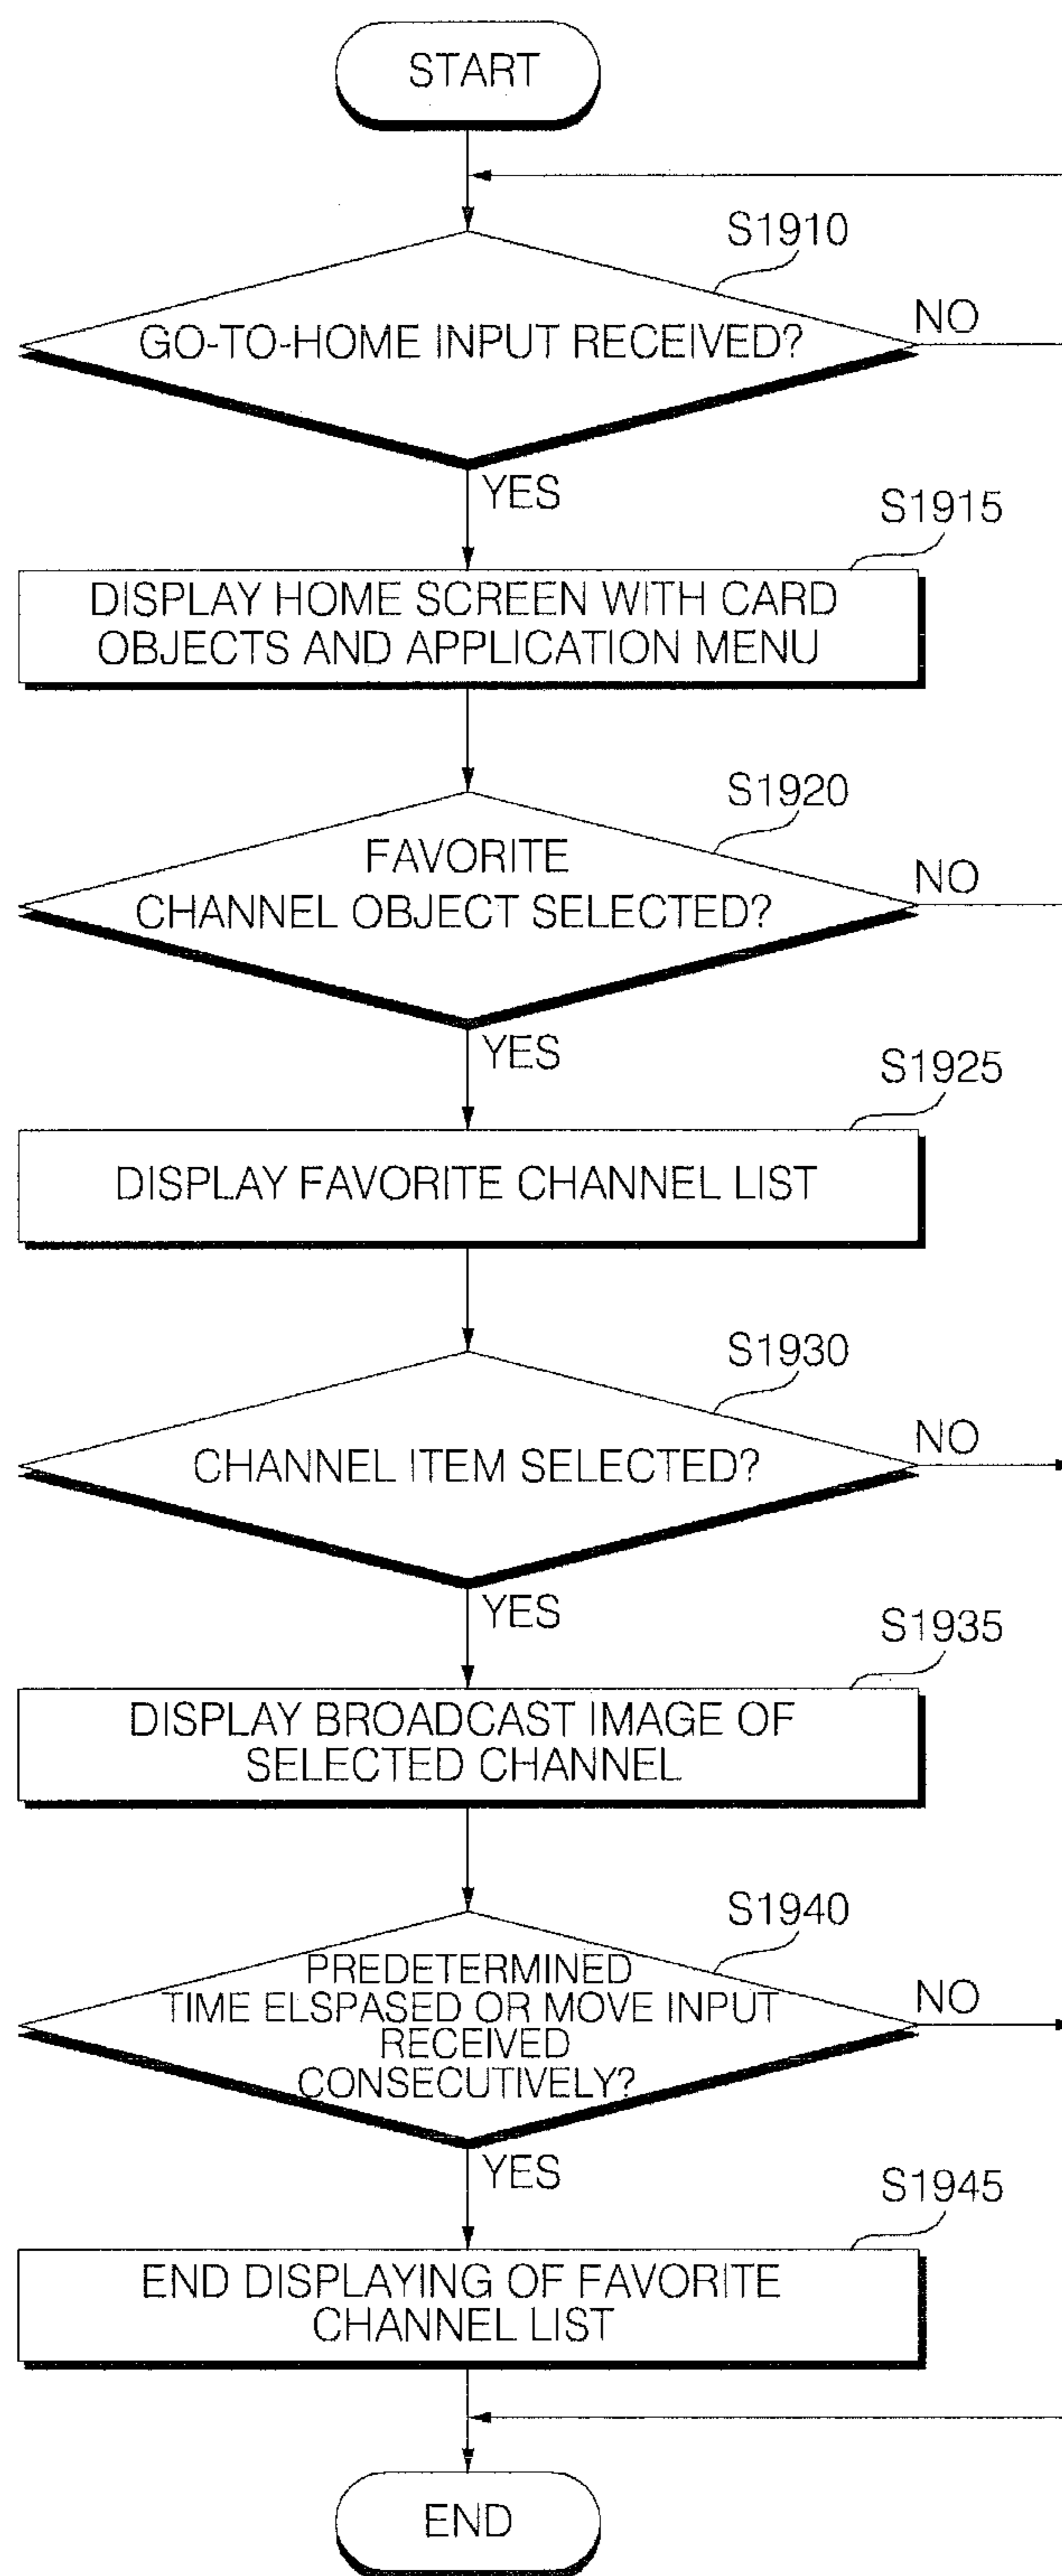 START
S1910
GO-TO-HOME INPUT RECEIVED?
NO
YES
S1915
DISPLAY HOME SCREEN WITH CARD
OBJECTS AND APPLICATION MENU
S1920
FAVORITE
CHANNEL OBJECT SELECTED?
NO
YES
S1925
DISPLAY FAVORITE CHANNEL LIST
S1930
CHANNEL ITEM SELECTED?
NO
YES
S1935
DISPLAY BROADCAST IMAGE OF
SELECTED CHANNEL
S1940
PREDETERMINED
TIME ELSPASED OR MOVE INPUT
RECEIVED
CONSECUTIVELY?
NO
YES
S1945
END DISPLAYING OF FAVORITE
CHANNEL LIST
END